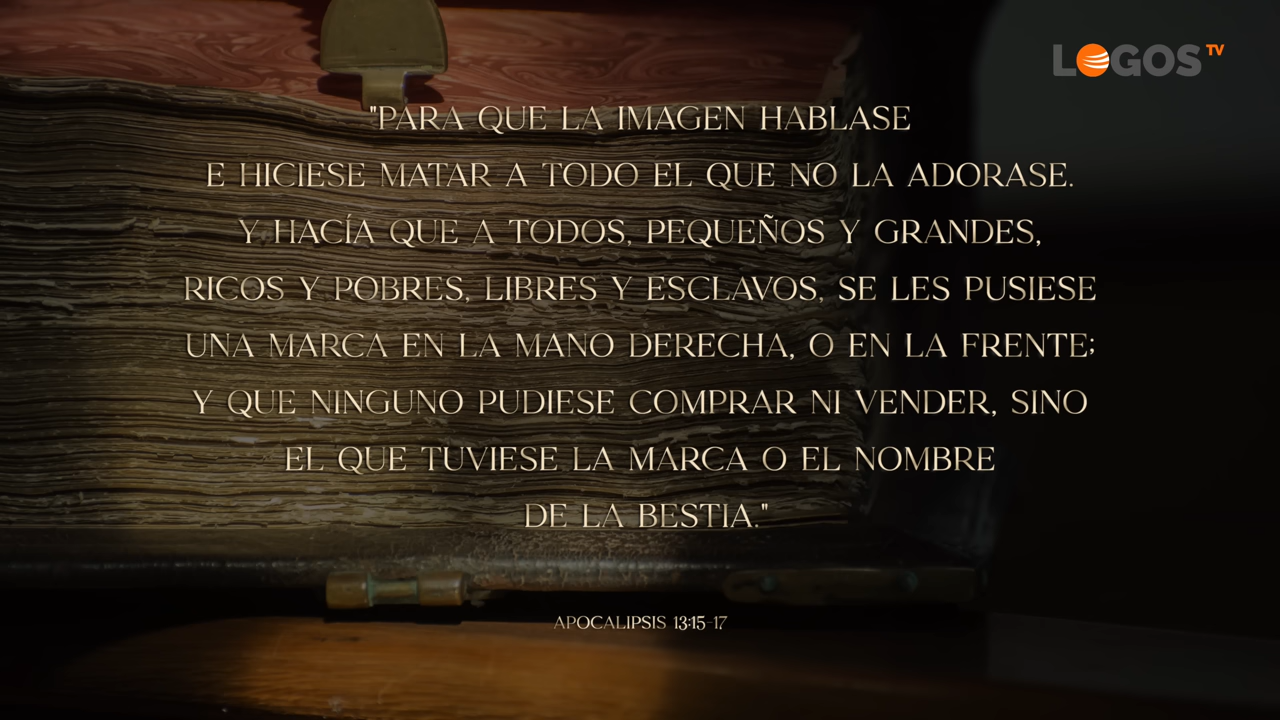 LOGOS TV
"PARA QUE LA IMAGEN HABLASE
E HICIESE MATAR A TODO EL QUE NO LA ADORASE.
Y HACÍA QUE A TODOS, PEQUEÑOS Y GRANDES,
RICOS Y POBRES, LIBRES Y ESCLAVOS, SE LES PUSIESE
UNA MARCA EN LA MANO DERECHA, O EN LA FRENTE;
Y QUE NINGUNO PUDIESE COMPRAR NI VENDER, SINO
EL QUE TUVIESE LA MARCA O EL NOMBRE
DE LA BESTIA."
APOCALIPSIS 13:15-17